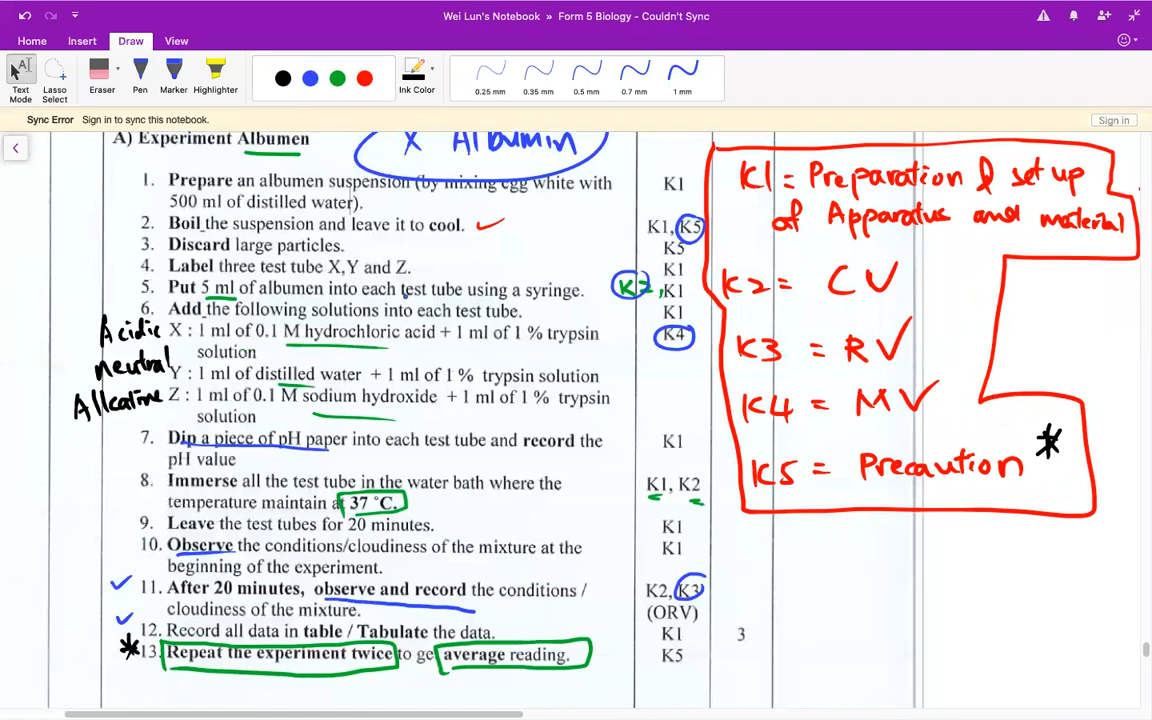 Wei Lun's Notebook » Form 5 Biology - Couldn't Sync
Home Insert Draw View
Text Mode
Lasso Select
Eraser
Pen
Marker
Highlighter
Ink Color
0.25 mm
0.35 mm
0.5 mm
0.7 mm
1 mm
Sync Error Sign in to sync this notebook.
Sign in
A) Experiment Albumen
X Albumin
1. Prepare an albumen suspension (by mixing egg white with K1
500 ml of distilled water).
2. Boil the suspension and leave it to cool. K1, K5
3. Discard large particles. K5
4. Label three test tube X,Y and Z. K1
5. Put 5 ml of albumen into each test tube using a syringe. K2, K1
6. Add the following solutions into each test tube. K1
Acidic X : 1 ml of 0.1 M hydrochloric acid + 1 ml of 1 % trypsin K4
solution
neutral Y : 1 ml of distilled water + 1 ml of 1% trypsin solution
Alkaline Z : 1 ml of 0.1 M sodium hydroxide + 1 ml of 1% trypsin
solution
7. Dip a piece of pH paper into each test tube and record the K1
pH value
8. Immerse all the test tube in the water bath where the K1, K2
temperature maintain at 37 °C.
9. Leave the test tubes for 20 minutes. K1
10. Observe the conditions/cloudiness of the mixture at the K1
beginning of the experiment.
11. After 20 minutes, observe and record the conditions / K2, K3
cloudiness of the mixture. (ORV)
12. Record all data in table / Tabulate the data. K1 3
13. Repeat the experiment twice to get average reading. K5
K1 = Preparation & set up
of Apparatus and material
K2 = CV
K3 = RV
K4 = MV
K5 = Precaution *